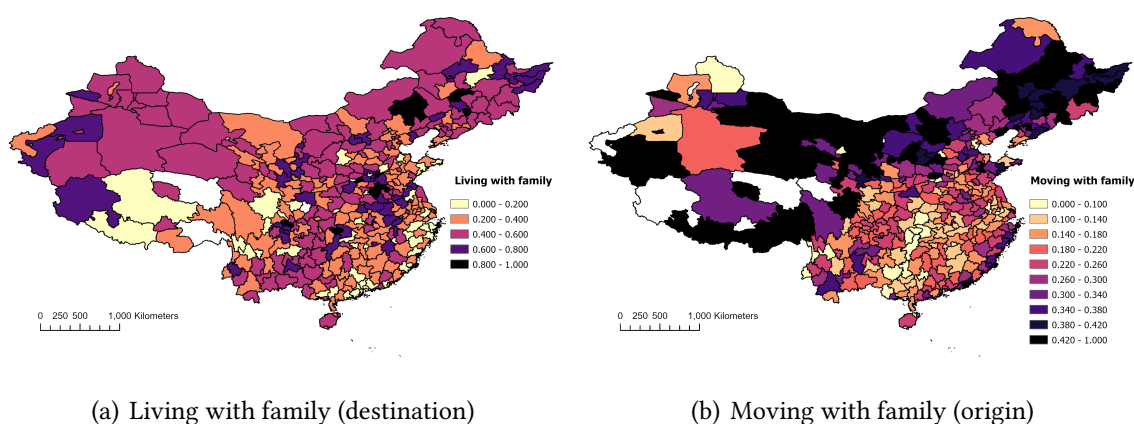 Living with family
0.000 - 0.200
0.200 - 0.400
0.400 - 0.600
0.600 - 0.800
0.800 - 1.000
0 250 500 1,000 Kilometers
Moving with family
0.000 - 0.100
0.100 - 0.140
0.140 - 0.180
0.180 - 0.220
0.220 - 0.260
0.260 - 0.300
0.300 - 0.340
0.340 - 0.380
0.380 - 0.420
0.420 - 1.000
0 250 500 1,000 Kilometers
(a) Living with family (destination)
(b) Moving with family (origin)